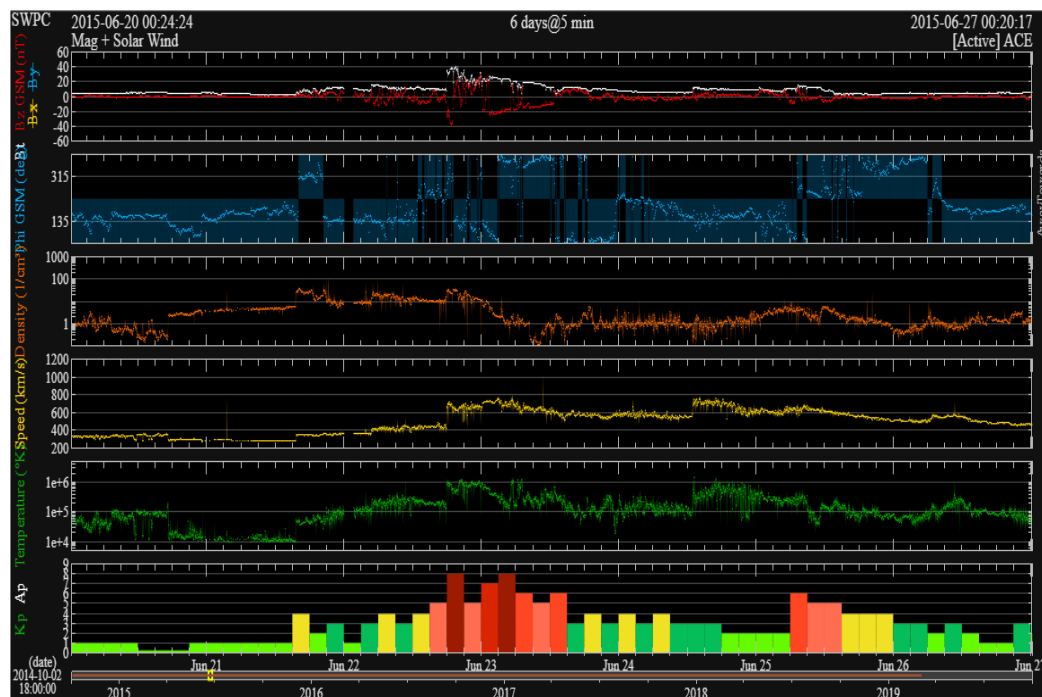 SWPC 2015-06-20 00:24:24 6 days@5 min 2015-06-27 00:20:17
Mag + Solar Wind [Active] ACE
Bz GSM (nT)
Bx By
60
40
20
0
-20
-40
-60
Phi GSM (deg)
Bt
315
135
Density (1/cm³)
1000
100
1
Speed (km/s)
1200
1000
800
600
400
200
Temperature (°K)
1e+6
1e+5
1e+4
Kp Ap
9
8
7
6
5
4
3
2
1
0
(date) Jun 21 Jun 22 Jun 23 Jun 24 Jun 25 Jun 26 Jun 27
2014-10-02
18:00:00 2015 2016 2017 2018 2019